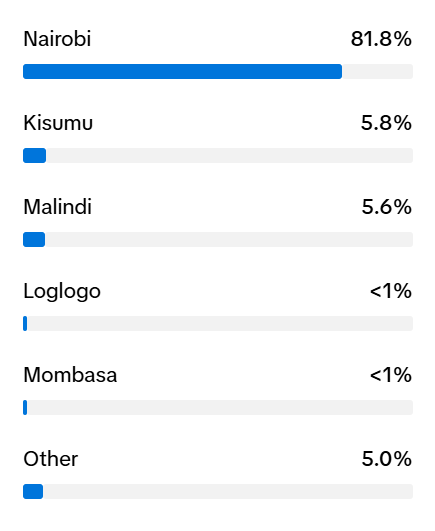 Nairobi 81.8%
Kisumu 5.8%
Malindi 5.6%
Loglogo <1%
Mombasa <1%
Other 5.0%